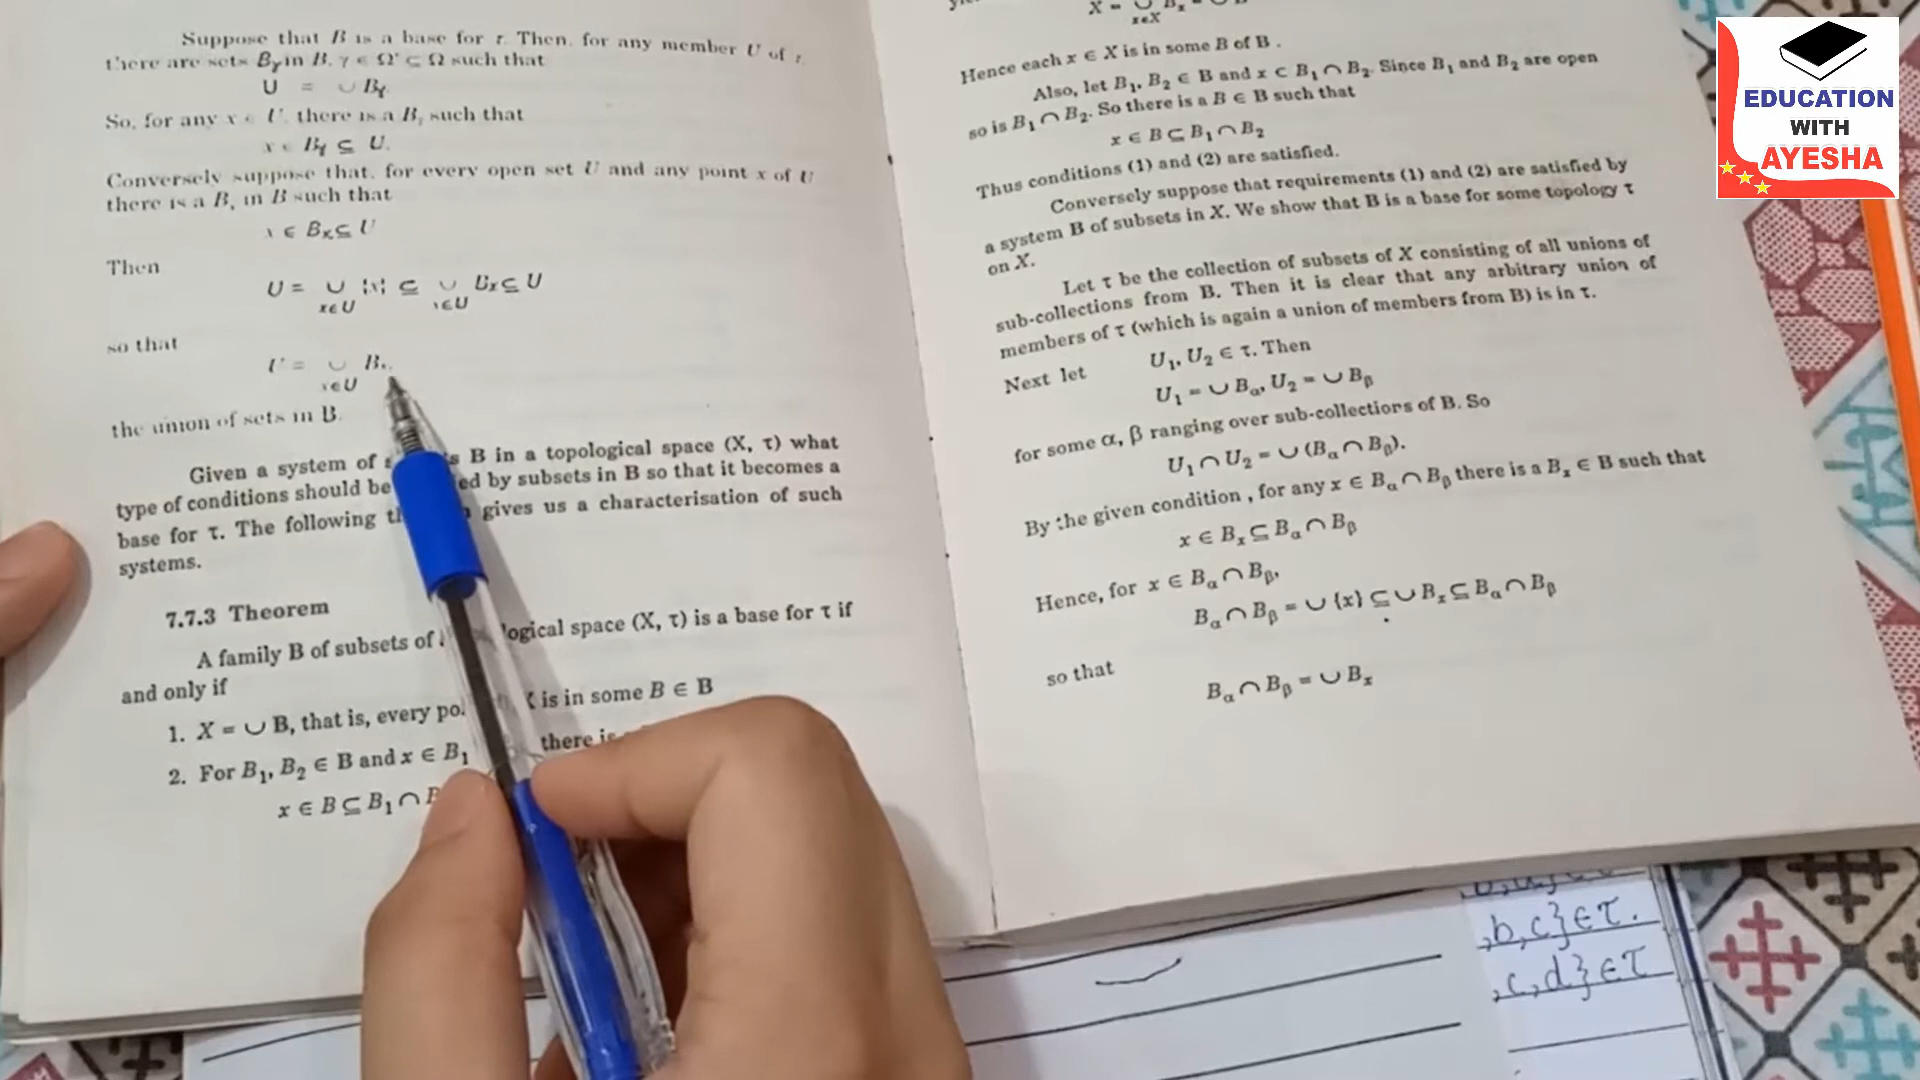 Suppose that B is a base for τ. Then, for any member U of τ,
there are sets Bγ in B, γ ∈ Ω' ⊂ Ω such that
U = ∪ Bγ.
So, for any x ∈ U, there is a Bγ such that
x ∈ Bγ ⊆ U.
Conversely suppose that, for every open set U and any point x of U
there is a Bₓ in B such that
x ∈ Bₓ ⊆ U
Then
U = ∪ {x} ⊆ ∪ Bₓ ⊆ U
x∈U x∈U
so that
U = ∪ Bₓ,
x∈U
the union of sets in B.
Given a system of B in a topological space (X, τ) what
type of conditions should be by subsets in B so that it becomes a
base for τ. The following gives us a characterisation of such
systems.
7.7.3 Theorem
A family B of subsets of space (X, τ) is a base for τ if
and only if
1. X = ∪ B, that is, every X is in some B ∈ B
2. For B₁, B₂ ∈ B and x ∈ B₁ there is
x ∈ B ⊆ B₁ ∩
X = ∪ Bₓ = ∪
x∈X
Hence each x ∈ X is in some B of B .
Also, let B₁, B₂ ∈ B and x ⊂ B₁ ∩ B₂. Since B₁ and B₂ are open
so is B₁ ∩ B₂. So there is a B ∈ B such that
x ∈ B ⊆ B₁ ∩ B₂
Thus conditions (1) and (2) are satisfied.
Conversely suppose that requirements (1) and (2) are satisfied by
a system B of subsets in X. We show that B is a base for some topology τ
on X.
Let τ be the collection of subsets of X consisting of all unions of
sub-collections from B. Then it is clear that any arbitrary union of
members of τ (which is again a union of members from B) is in τ.
Next let U₁, U₂ ∈ τ. Then
U₁ = ∪ Bα, U₂ = ∪ Bβ
for some α, β ranging over sub-collections of B. So
U₁ ∩ U₂ = ∪ (Bα ∩ Bβ).
By the given condition , for any x ∈ Bα ∩ Bβ there is a Bₓ ∈ B such that
x ∈ Bₓ ⊆ Bα ∩ Bβ
Hence, for x ∈ Bα ∩ Bβ,
Bα ∩ Bβ = ∪ {x} ⊆ ∪ Bₓ ⊆ Bα ∩ Bβ
so that
Bα ∩ Bβ = ∪ Bₓ
,b,c}∈τ.
,c,d}∈τ
EDUCATION
WITH
AYESHA